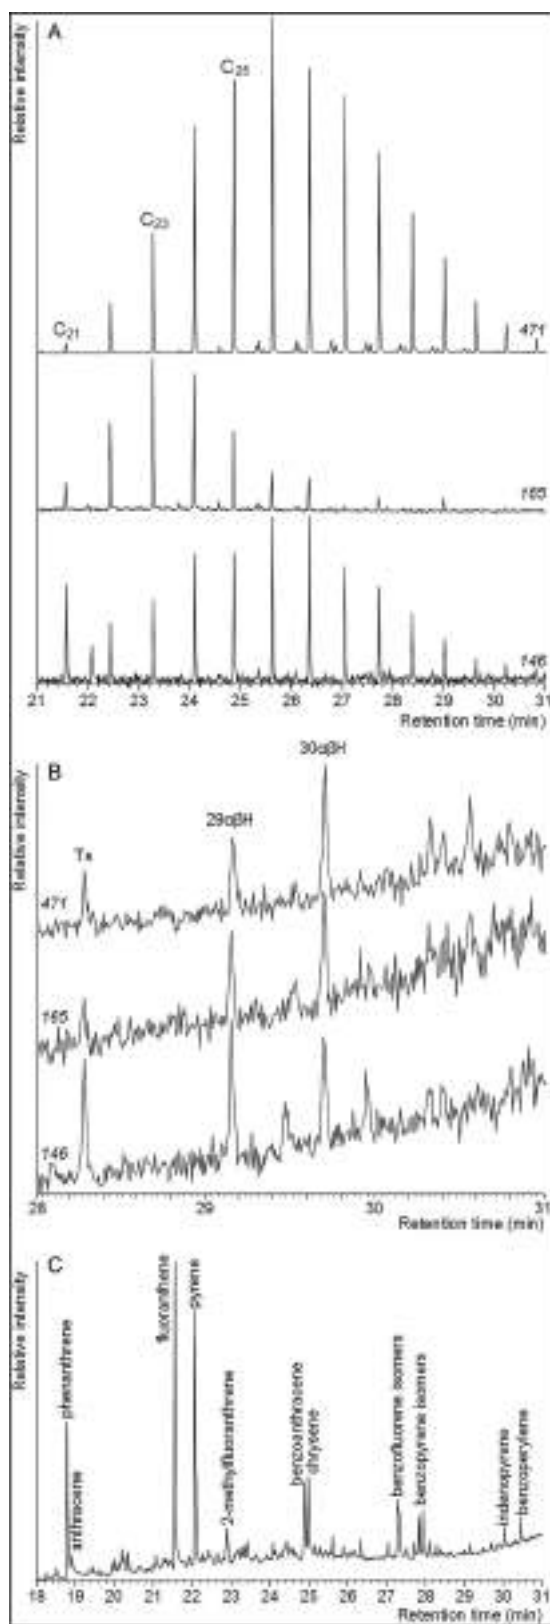 A
Relative intensity
C25
C23
C21
471
165
146
21 22 23 24 25 26 27 28 29 30 31
Retention time (min)
B
Relative intensity
30αβH
29αβH
Ts
471
165
146
28 29 30 31
Retention time (min)
C
Relative intensity
phenanthrene
anthracene
fluoranthene
pyrene
2-methylfluoranthrene
benzoanthracene
chrysene
benzofluorene isomers
benzopyrene isomers
indenopyrene
benzoperylene
18 19 20 21 22 23 24 25 26 27 28 29 30 31
Retention time (min)